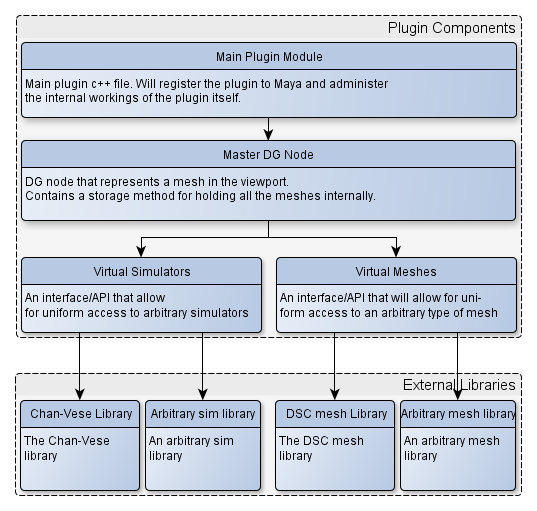 Plugin Components
Main Plugin Module
Main plugin c++ file. Will register the plugin to Maya and administer
the internal workings of the plugin itself.
Master DG Node
DG node that represents a mesh in the viewport.
Contains a storage method for holding all the meshes internally.
Virtual Simulators
An interface/API that allow
for uniform access to arbitrary simulators
Virtual Meshes
An interface/API that will allow for uni-
form access to an arbitrary type of mesh
External Libraries
Chan-Vese Library
The Chan-Vese
library
Arbitrary sim library
An arbitrary sim
library
DSC mesh Library
The DSC mesh
library
Arbitrary mesh library
An arbitrary mesh
library